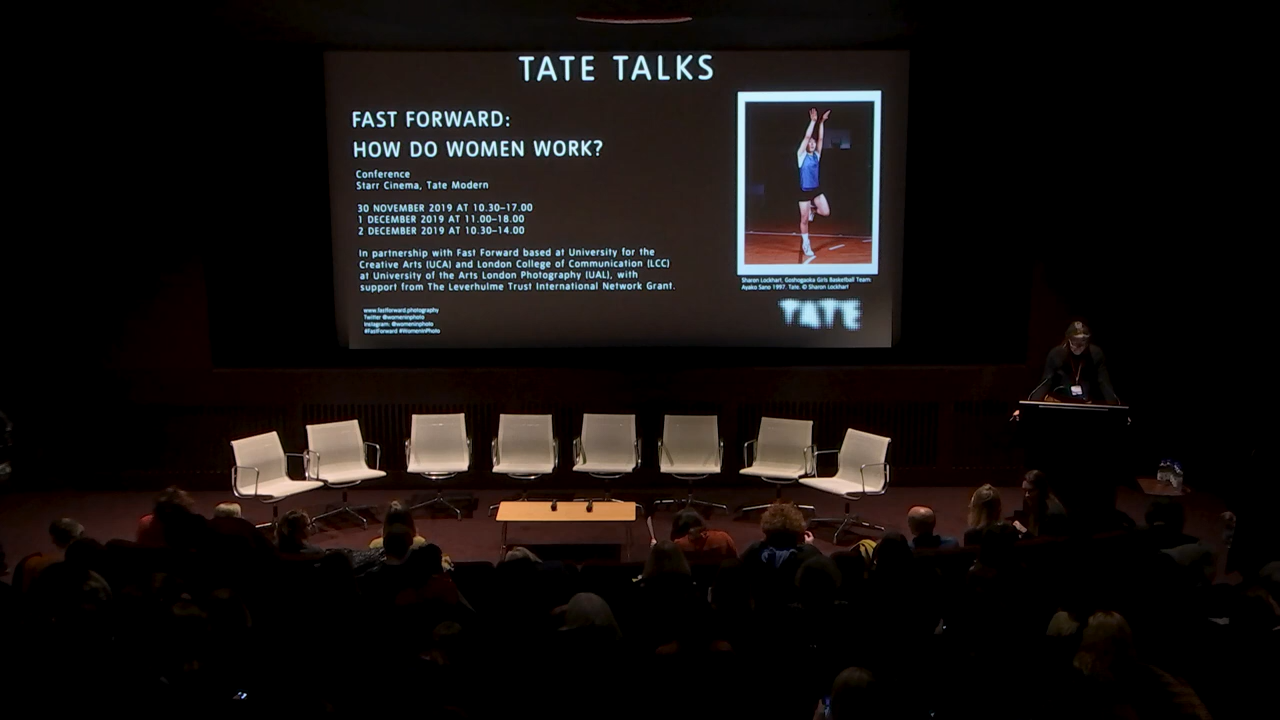 TATE TALKS
FAST FORWARD:
HOW DO WOMEN WORK?
Conference
Starr Cinema, Tate Modern
30 NOVEMBER 2019 AT 10.30–17.00
1 DECEMBER 2019 AT 11.00–18.00
2 DECEMBER 2019 AT 10.30–14.00
In partnership with Fast Forward based at University for the
Creative Arts (UCA) and London College of Communication (LCC)
at University of the Arts London Photography (UAL), with
support from The Leverhulme Trust International Network Grant.
www.fastforward.photography
Twitter @womeninphoto
Instagram: @womeninphoto
#FastForward #WomeninPhoto
Sharon Lockhart, Goshogaoka Girls Basketball Team:
Ayako Sano 1997. Tate. © Sharon Lockhart
TATE